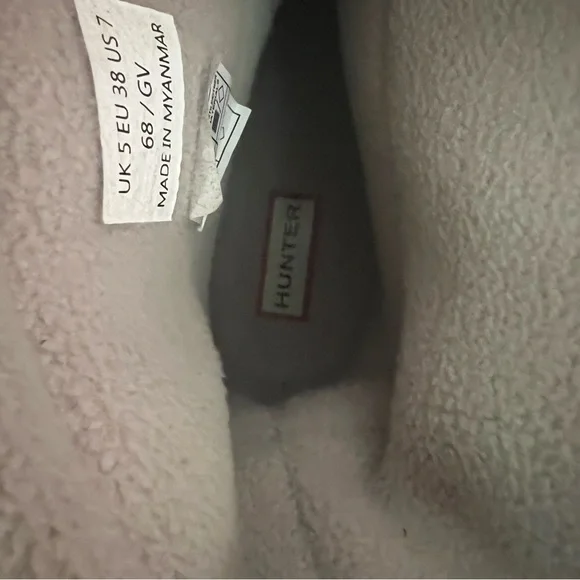 UK 5 EU 38 US 7
68 / GV
MADE IN MYANMAR
HUNTER